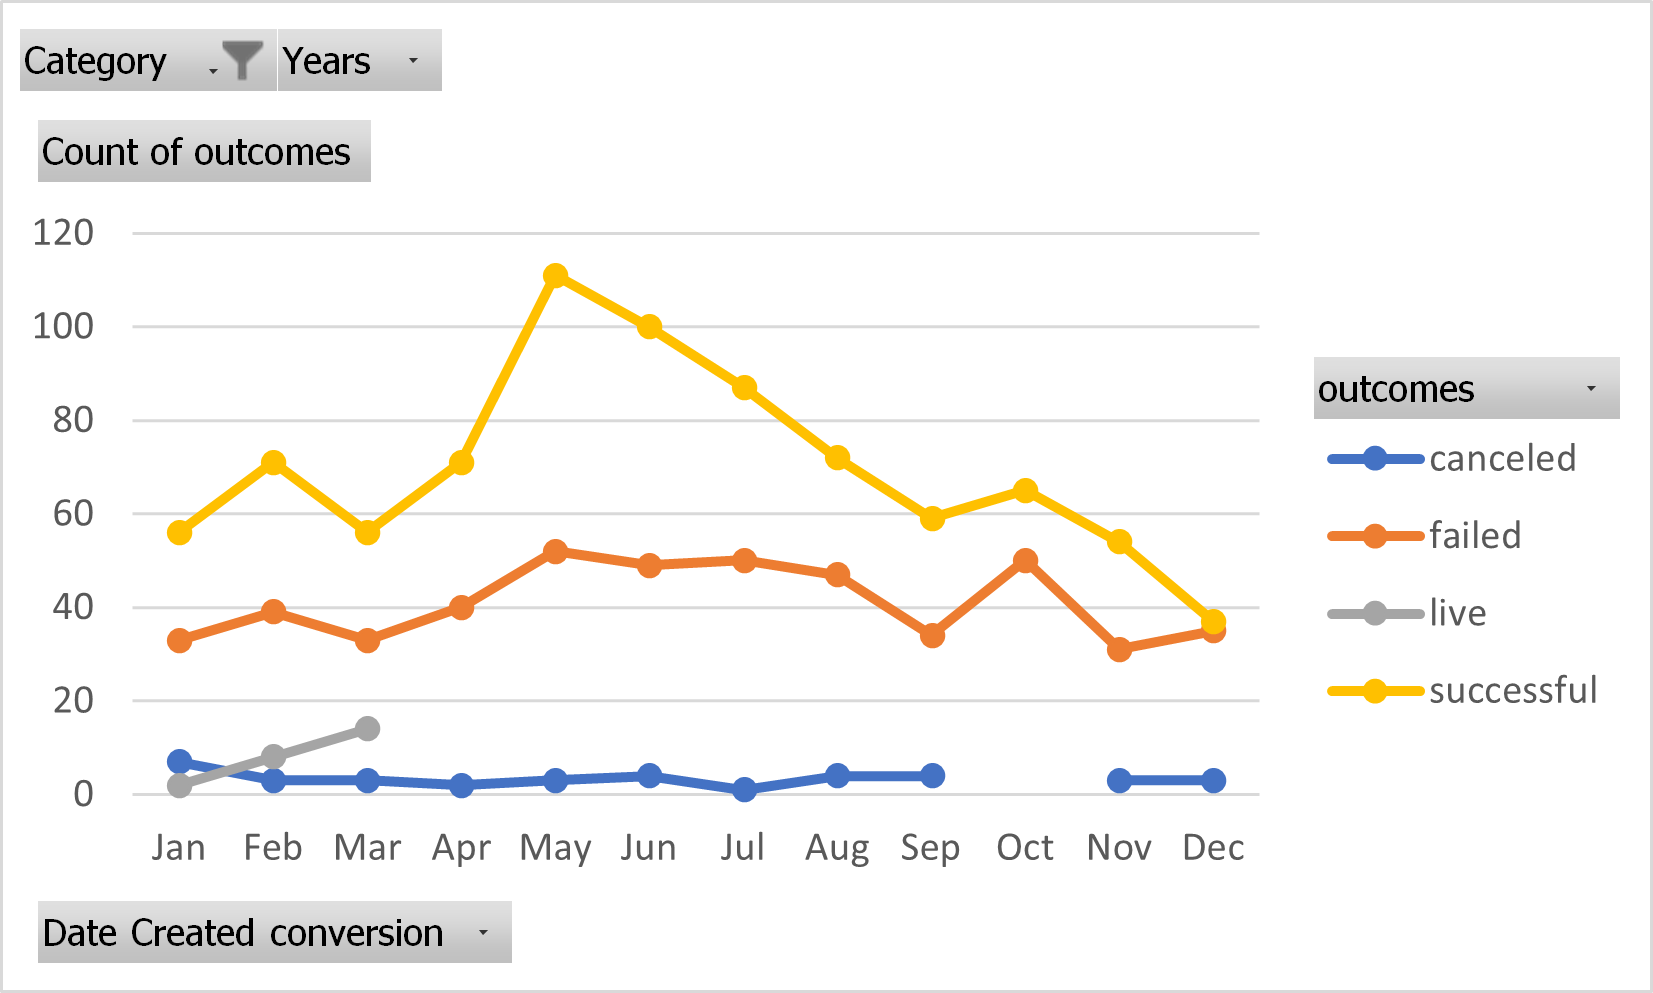 Category Years
Count of outcomes
120
100
80
60
40
20
0
Jan Feb Mar Apr May Jun Jul Aug Sep Oct Nov Dec
outcomes
canceled
failed
live
successful
Date Created conversion